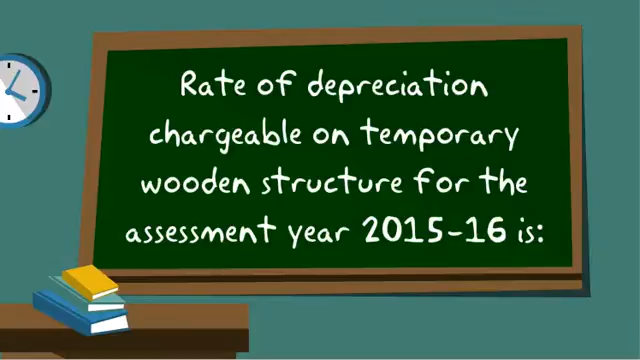 Rate of depreciation
chargeable on temporary
wooden structure for the
assessment year 2015-16 is: